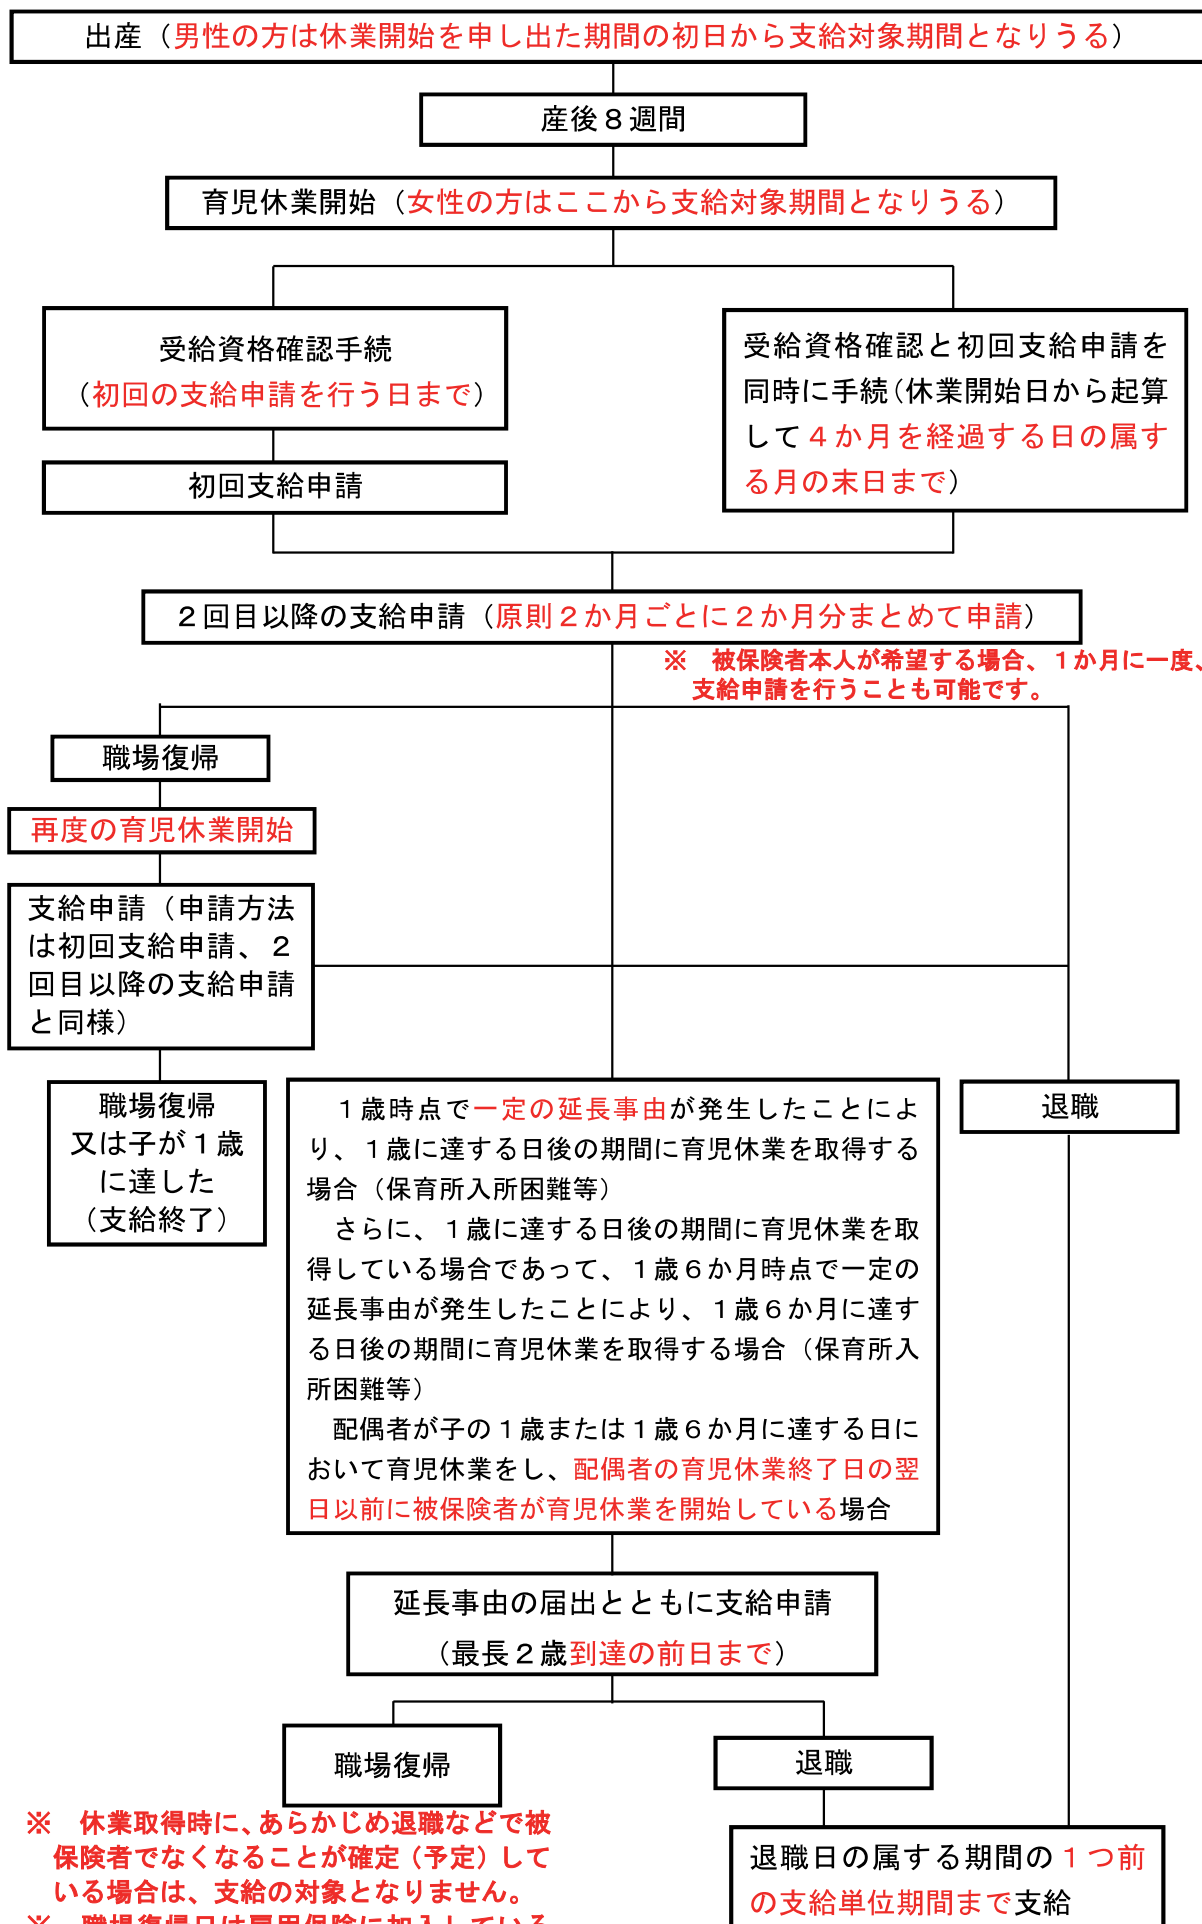 出産（男性の方は休業開始を申し出た期間の初日から支給対象期間となりうる）
産後８週間
育児休業開始（女性の方はここから支給対象期間となりうる）
受給資格確認手続
（初回の支給申請を行う日まで）
初回支給申請
受給資格確認と初回支給申請を
同時に手続（休業開始日から起算
して４か月を経過する日の属す
る月の末日まで）
２回目以降の支給申請（原則２か月ごとに２か月分まとめて申請）
※　被保険者本人が希望する場合、１か月に一度、
支給申請を行うことも可能です。
職場復帰
再度の育児休業開始
支給申請（申請方法
は初回支給申請、２
回目以降の支給申請
と同様）
職場復帰
又は子が１歳
に達した
（支給終了）
１歳時点で一定の延長事由が発生したことによ
り、１歳に達する日後の期間に育児休業を取得する
場合（保育所入所困難等）
さらに、１歳に達する日後の期間に育児休業を取
得している場合であって、１歳６か月時点で一定の
延長事由が発生したことにより、１歳６か月に達す
る日後の期間に育児休業を取得する場合（保育所入
所困難等）
配偶者が子の１歳または１歳６か月に達する日に
おいて育児休業をし、配偶者の育児休業終了日の翌
日以前に被保険者が育児休業を開始している場合
退職
延長事由の届出とともに支給申請
（最長２歳到達の前日まで）
職場復帰
退職
※　休業取得時に、あらかじめ退職などで被
保険者でなくなることが確定（予定）して
いる場合は、支給の対象となりません。
※　職場復帰日は雇用保険に加入している
退職日の属する期間の１つ前
の支給単位期間まで支給